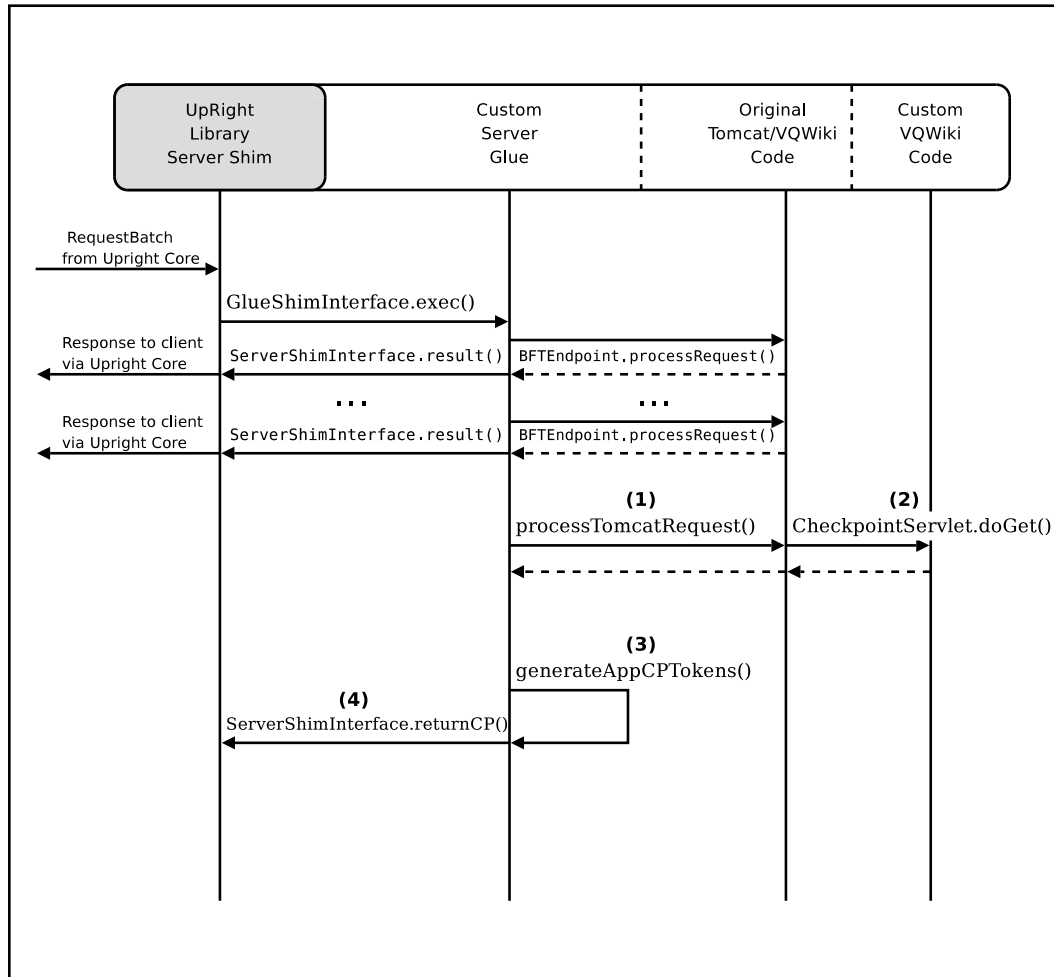 UpRight
Library
Server Shim
Custom
Server
Glue
Original
Tomcat/VQWiki
Code
Custom
VQWiki
Code
RequestBatch
from Upright Core
GlueShimInterface.exec()
Response to client
via Upright Core
ServerShimInterface.result()
BFTEndpoint.processRequest()
...
...
Response to client
via Upright Core
ServerShimInterface.result()
BFTEndpoint.processRequest()
(1)
processTomcatRequest()
(2)
CheckpointServlet.doGet()
(3)
generateAppCPTokens()
(4)
ServerShimInterface.returnCP()